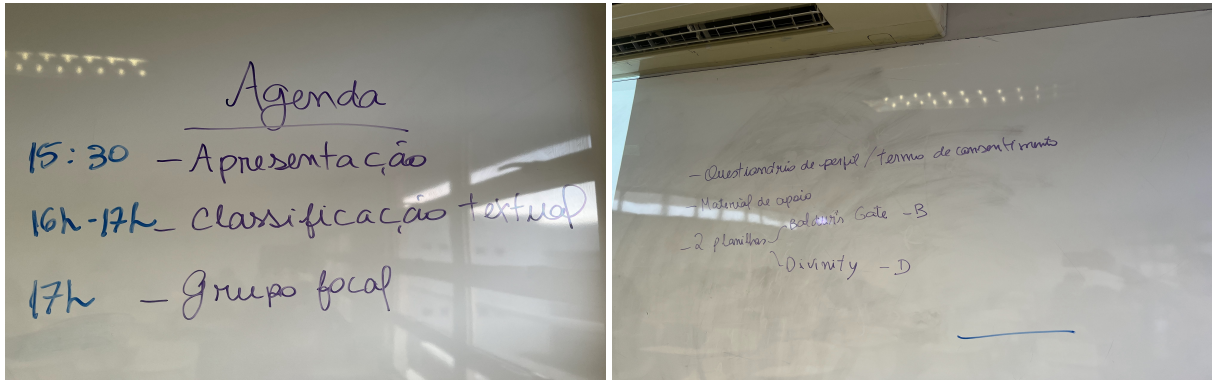 Agenda
15:30 - Apresentação
16h-17h - Classificação textual
17h - Grupo focal
- Questionário de perfil / termo de consentimento
- Material de apoio
- 2 planilhas
Baldur's Gate - B
Divinity - D